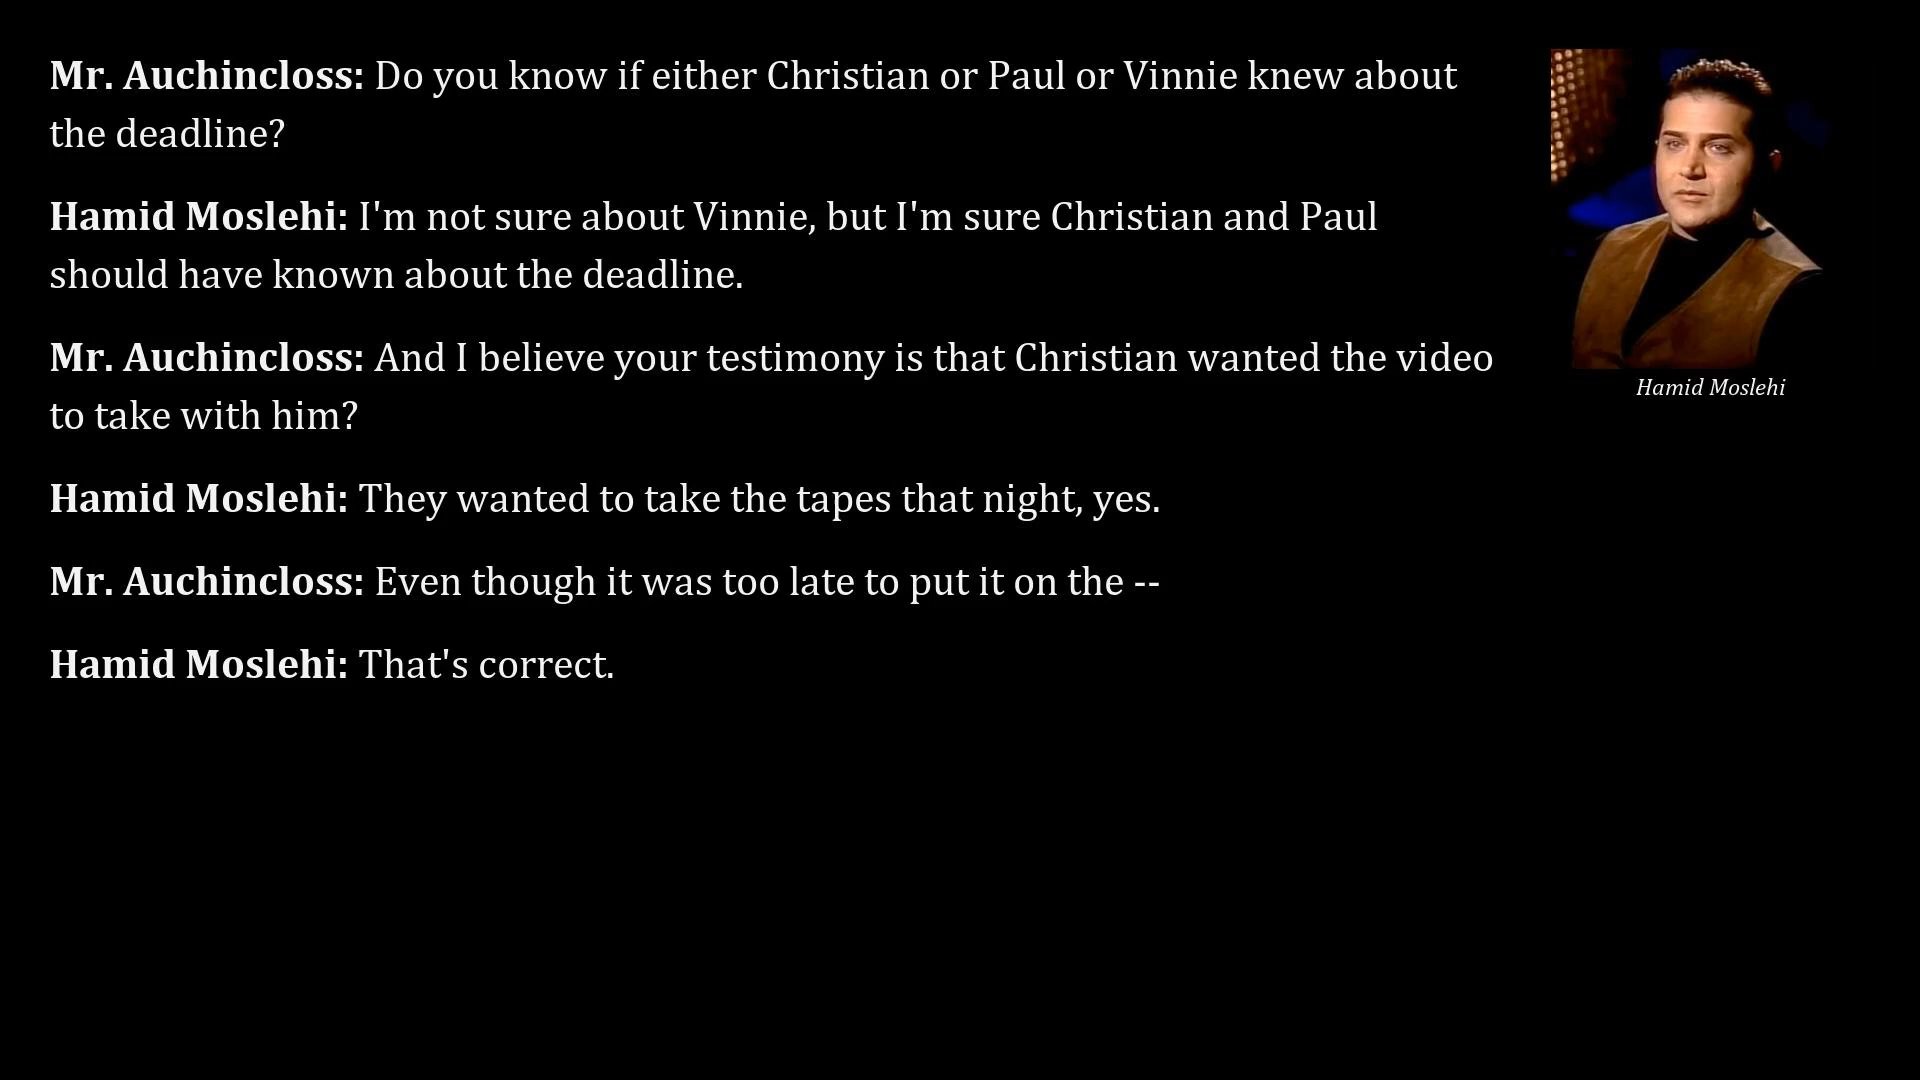 Mr. Auchincloss: Do you know if either Christian or Paul or Vinnie knew about
the deadline?
Hamid Moslehi: I'm not sure about Vinnie, but I'm sure Christian and Paul
should have known about the deadline.
Mr. Auchincloss: And I believe your testimony is that Christian wanted the video
to take with him?
Hamid Moslehi: They wanted to take the tapes that night, yes.
Mr. Auchincloss: Even though it was too late to put it on the --
Hamid Moslehi: That's correct.
Hamid Moslehi